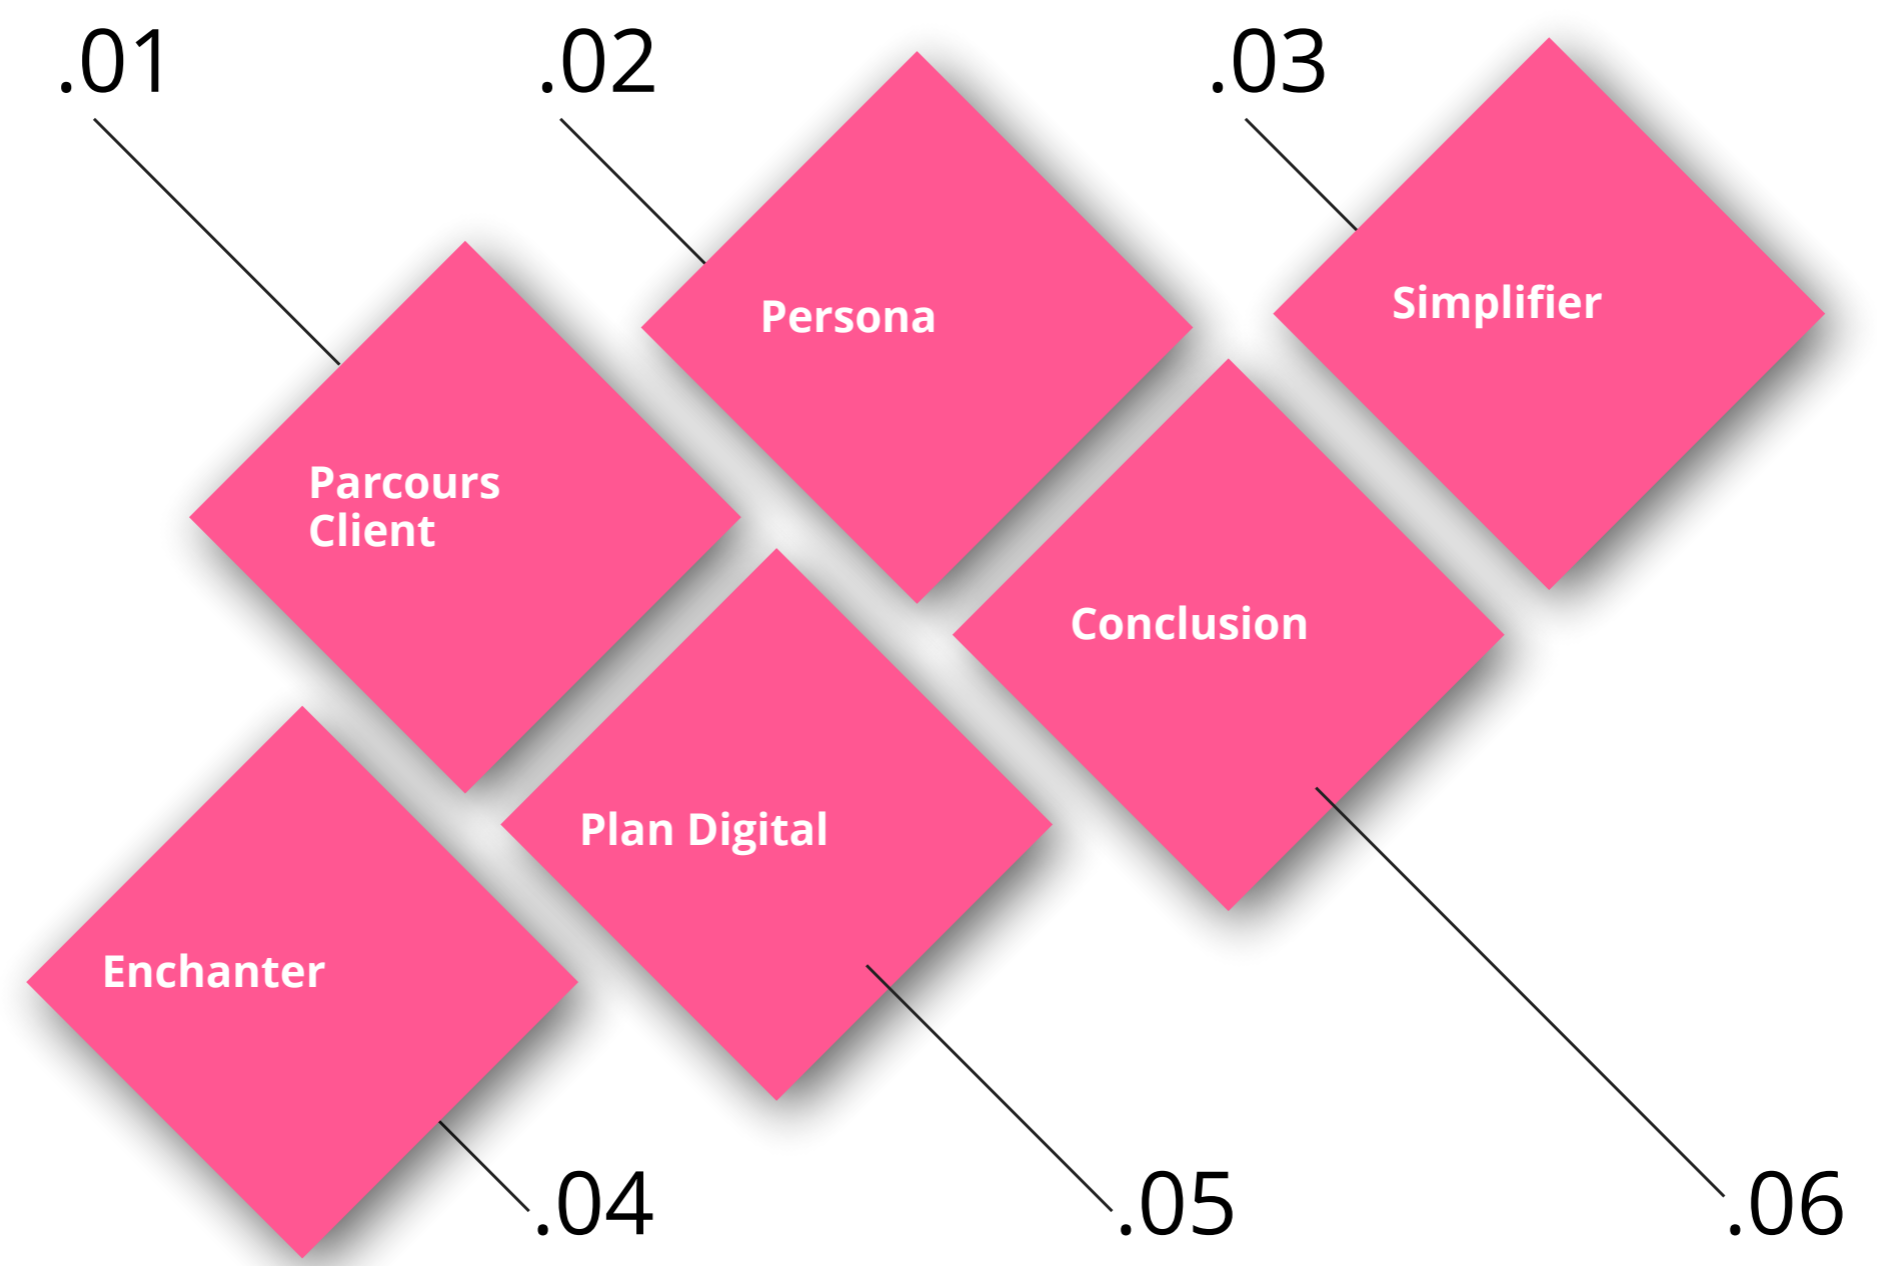 .01
.02
.03
Parcours
Client
Persona
Simplifier
Enchanter
Plan Digital
Conclusion
.04
.05
.06